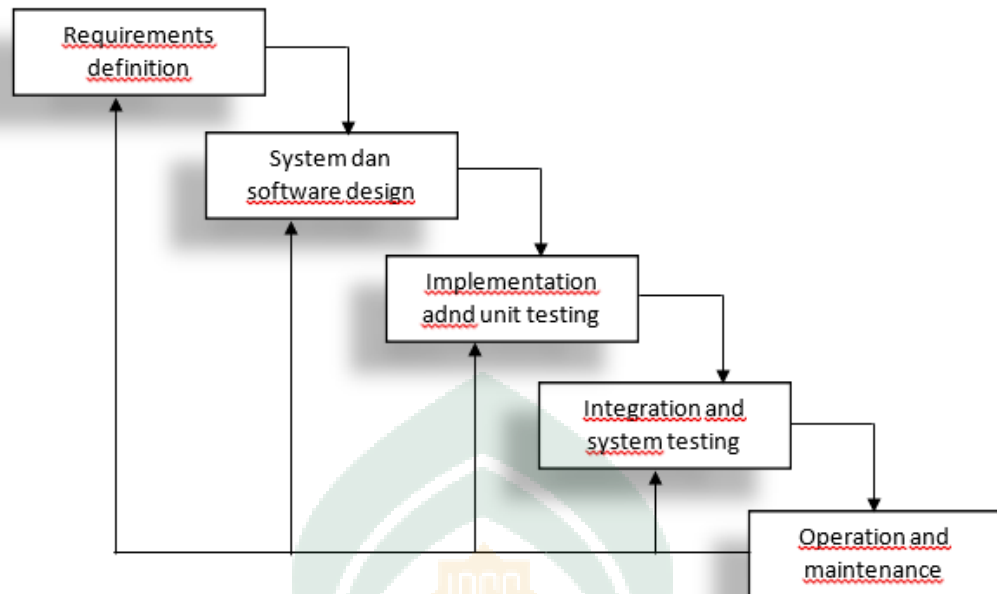 Requirements
definition
System dan
software design
Implementation
adnd unit testing
Integration and
system testing
Operation and
maintenance